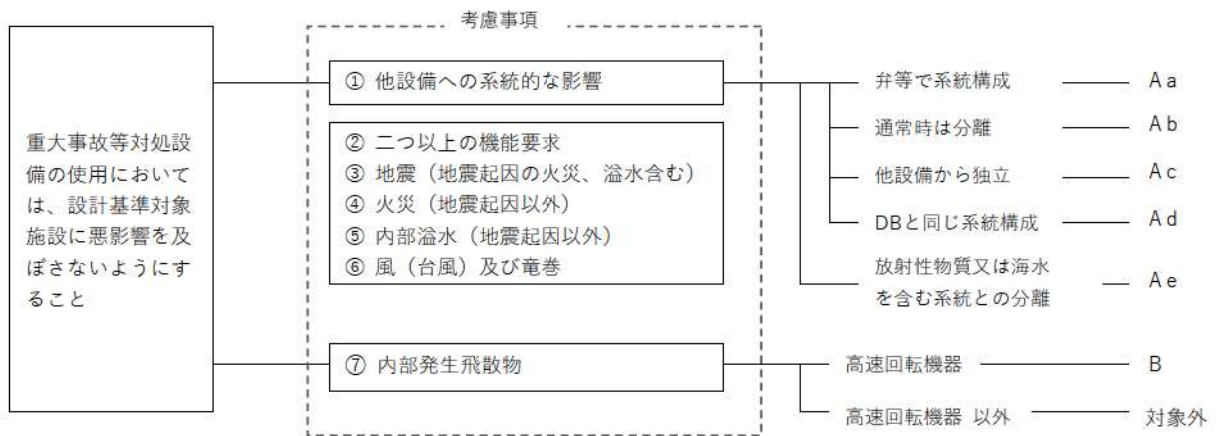 考慮事項
重大事故等対処設
備の使用において
は、設計基準対象
施設に悪影響を及
ぼさないようにす
ること
① 他設備への系統的な影響
② 二つ以上の機能要求
③ 地震（地震起因の火災、溢水含む）
④ 火災（地震起因以外）
⑤ 内部溢水（地震起因以外）
⑥ 風（台風）及び竜巻
⑦ 内部発生飛散物
弁等で系統構成 Aa
通常時は分離 Ab
他設備から独立 Ac
DBと同じ系統構成 Ad
放射性物質又は海水
を含む系統との分離 Ae
高速回転機器 B
高速回転機器 以外 対象外